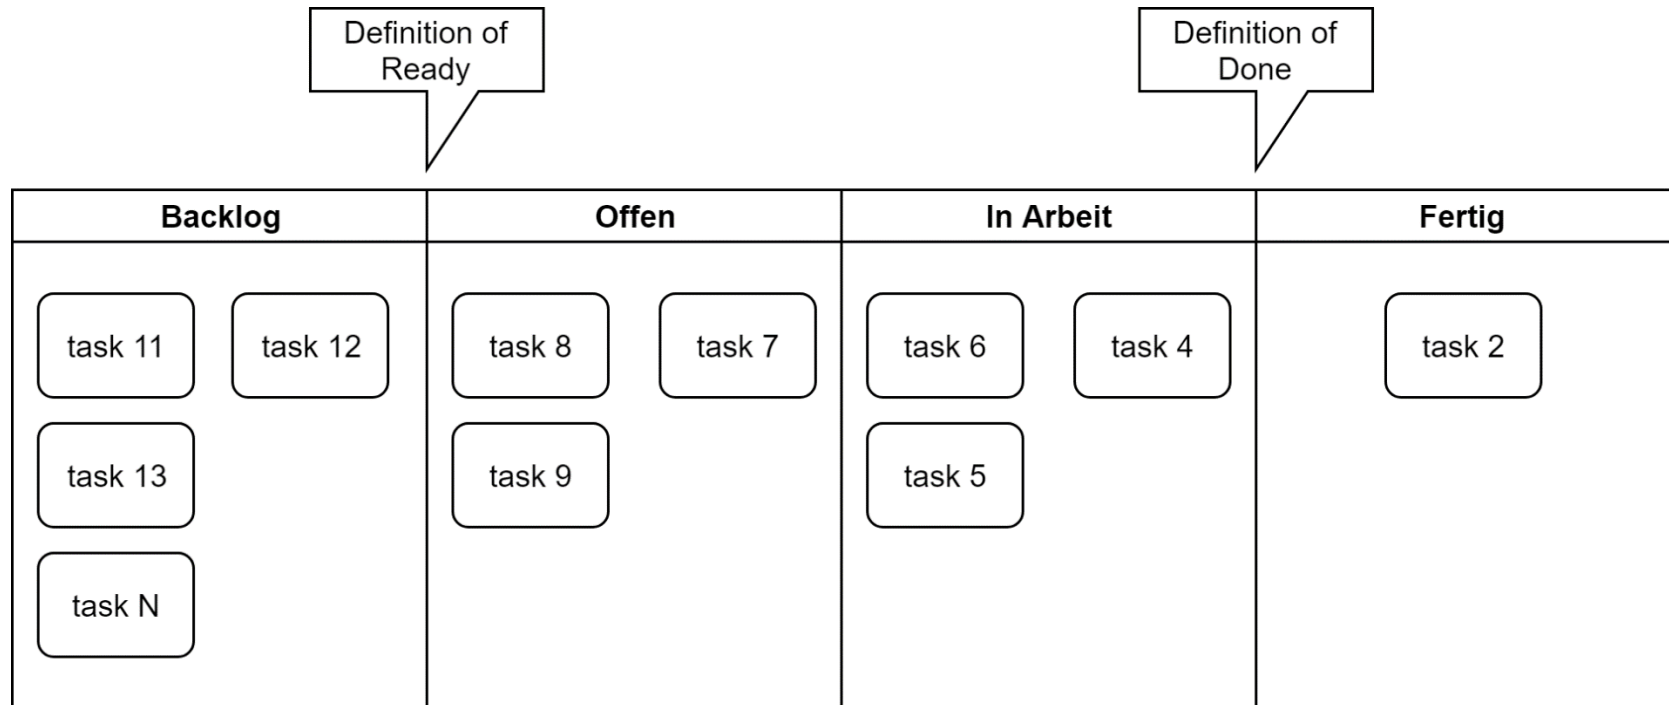 Definition of
Ready
Definition of
Done
Backlog
Offen
In Arbeit
Fertig
task 11
task 12
task 8
task 7
task 6
task 4
task 2
task 13
task 9
task 5
task N